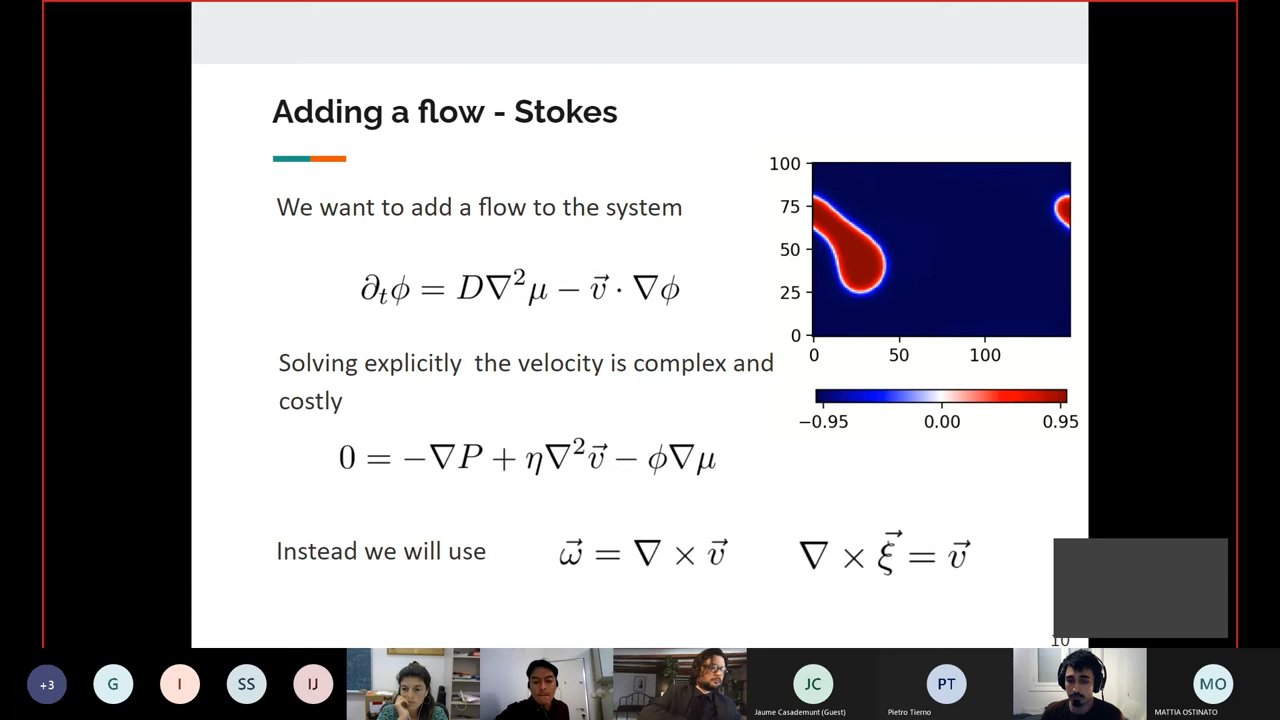 Adding a flow - Stokes
We want to add a flow to the system
∂ₜϕ = D∇²μ − v⃗ · ∇ϕ
Solving explicitly the velocity is complex and
costly
0 = −∇P + η∇²v⃗ − ϕ∇μ
Instead we will use
ω⃗ = ∇ × v⃗
∇ × ξ⃗ = v⃗
100
75
50
25
0
0 50 100
−0.95 0.00 0.95
10
+3
G
I
SS
IJ
JC
Jaume Casademunt (Guest)
PT
Pietro Tierno
MO
MATTIA OSTINATO